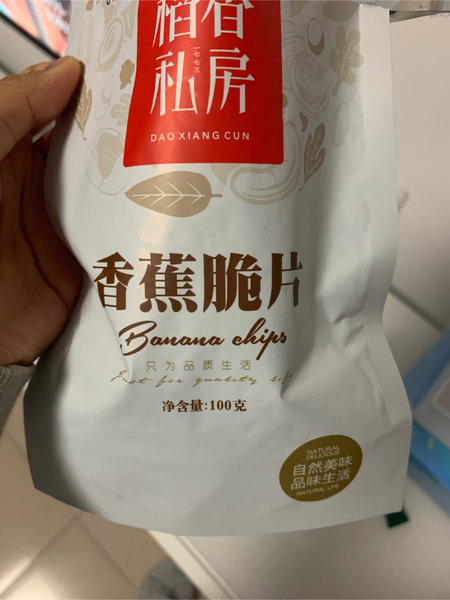 稻香
私房
一七七三
DAO XIANG CUN
香蕉脆片
Banana chips
只为品质生活
Just for quality life
净含量:100克
NATURAL
DELICIOUS
自然美味
品味生活
NATURAL LIFE